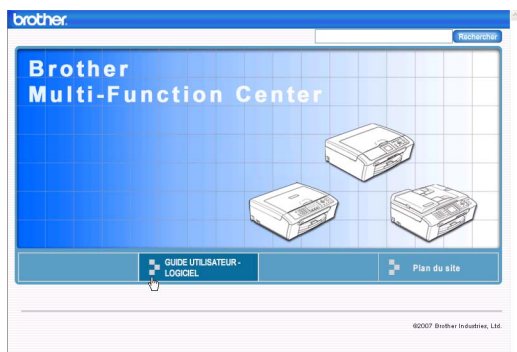 brother.
Rechercher
Brother
Multi-Function Center
GUIDE UTILISATEUR -
LOGICIEL
Plan du site
©2007 Brother Industries, Ltd.